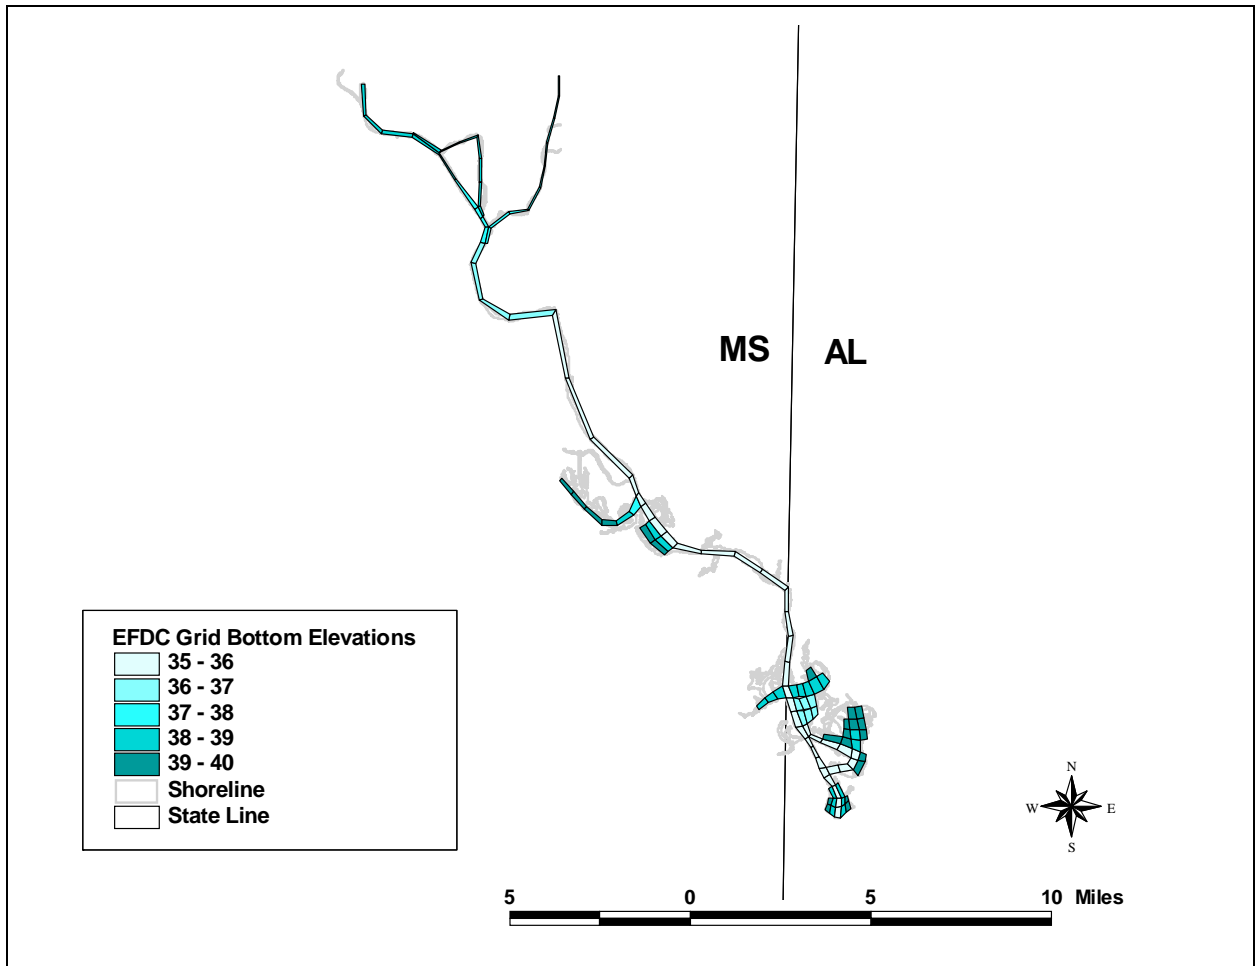 MS AL
EFDC Grid Bottom Elevations
35 - 36
36 - 37
37 - 38
38 - 39
39 - 40
Shoreline
State Line
N
W E
S
5 0 5 10 Miles